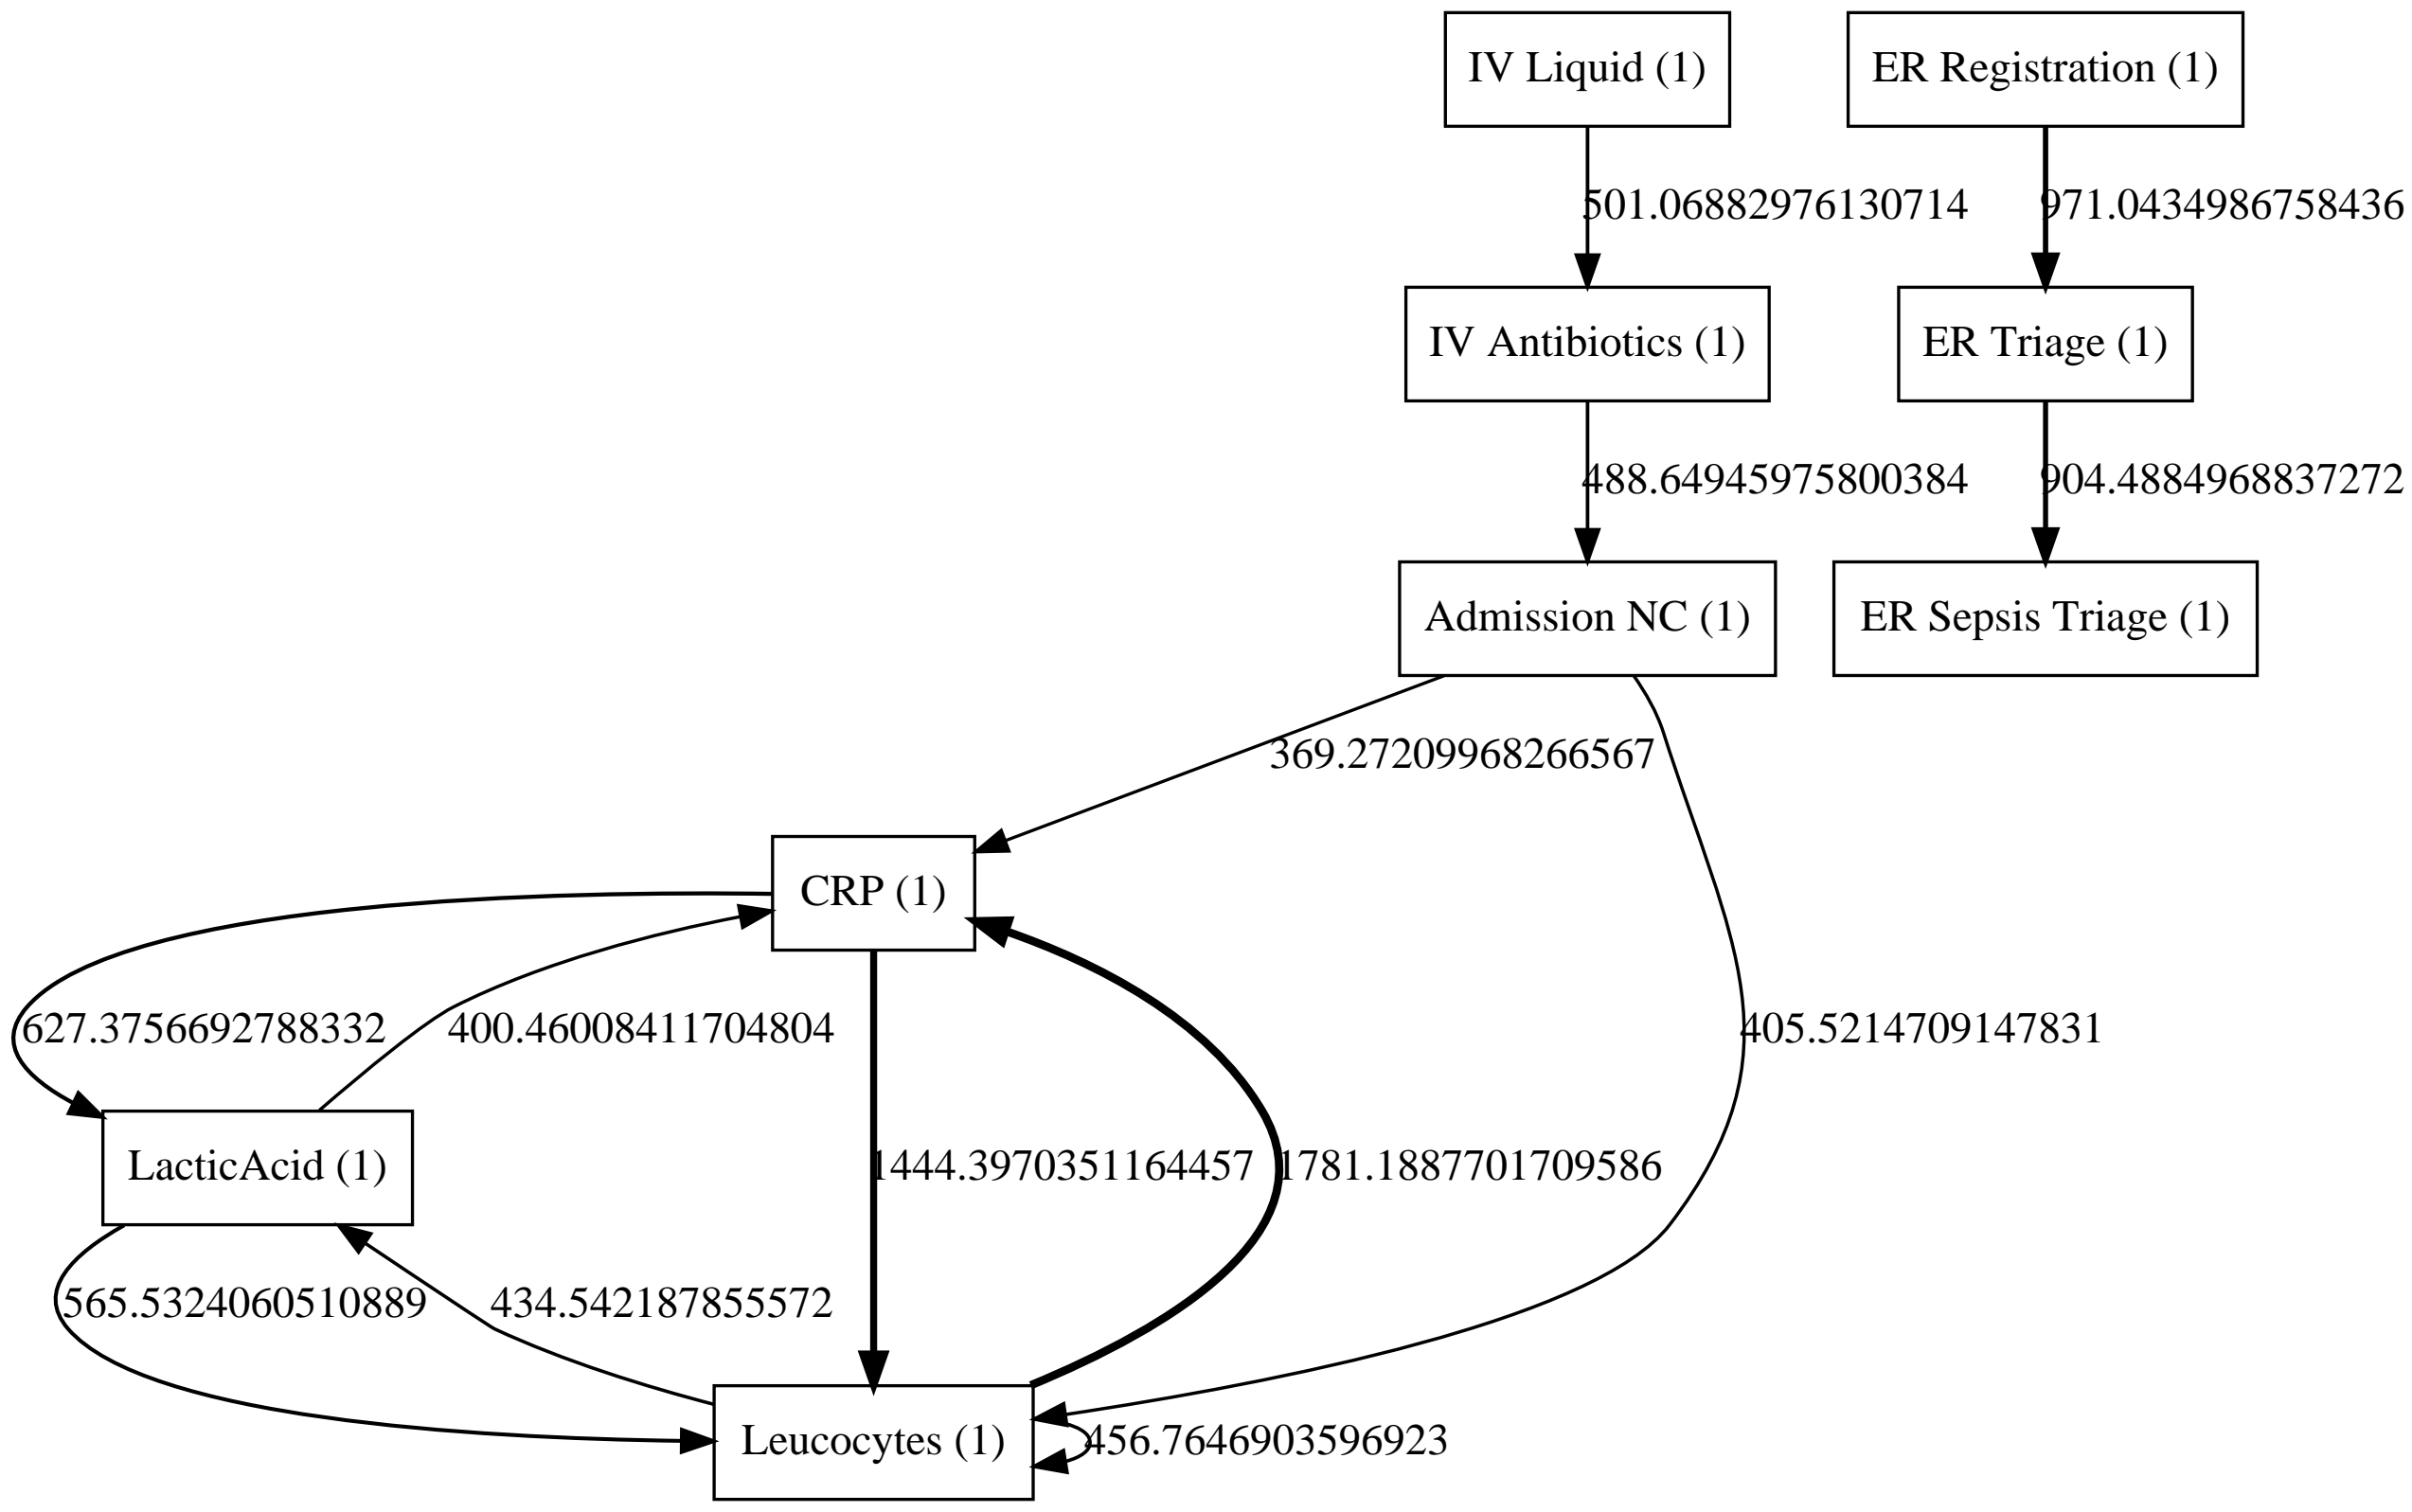 IV Liquid (1)
ER Registration (1)
501.06882976130714
971.0434986758436
IV Antibiotics (1)
ER Triage (1)
488.64945975800384
904.4884968837272
Admission NC (1)
ER Sepsis Triage (1)
369.27209968266567
CRP (1)
627.3756692788332
400.46008411704804
405.5214709147831
LacticAcid (1)
1444.3970351164457
1781.1887701709586
565.5324060510889
434.542187855572
Leucocytes (1)
456.7646903596923